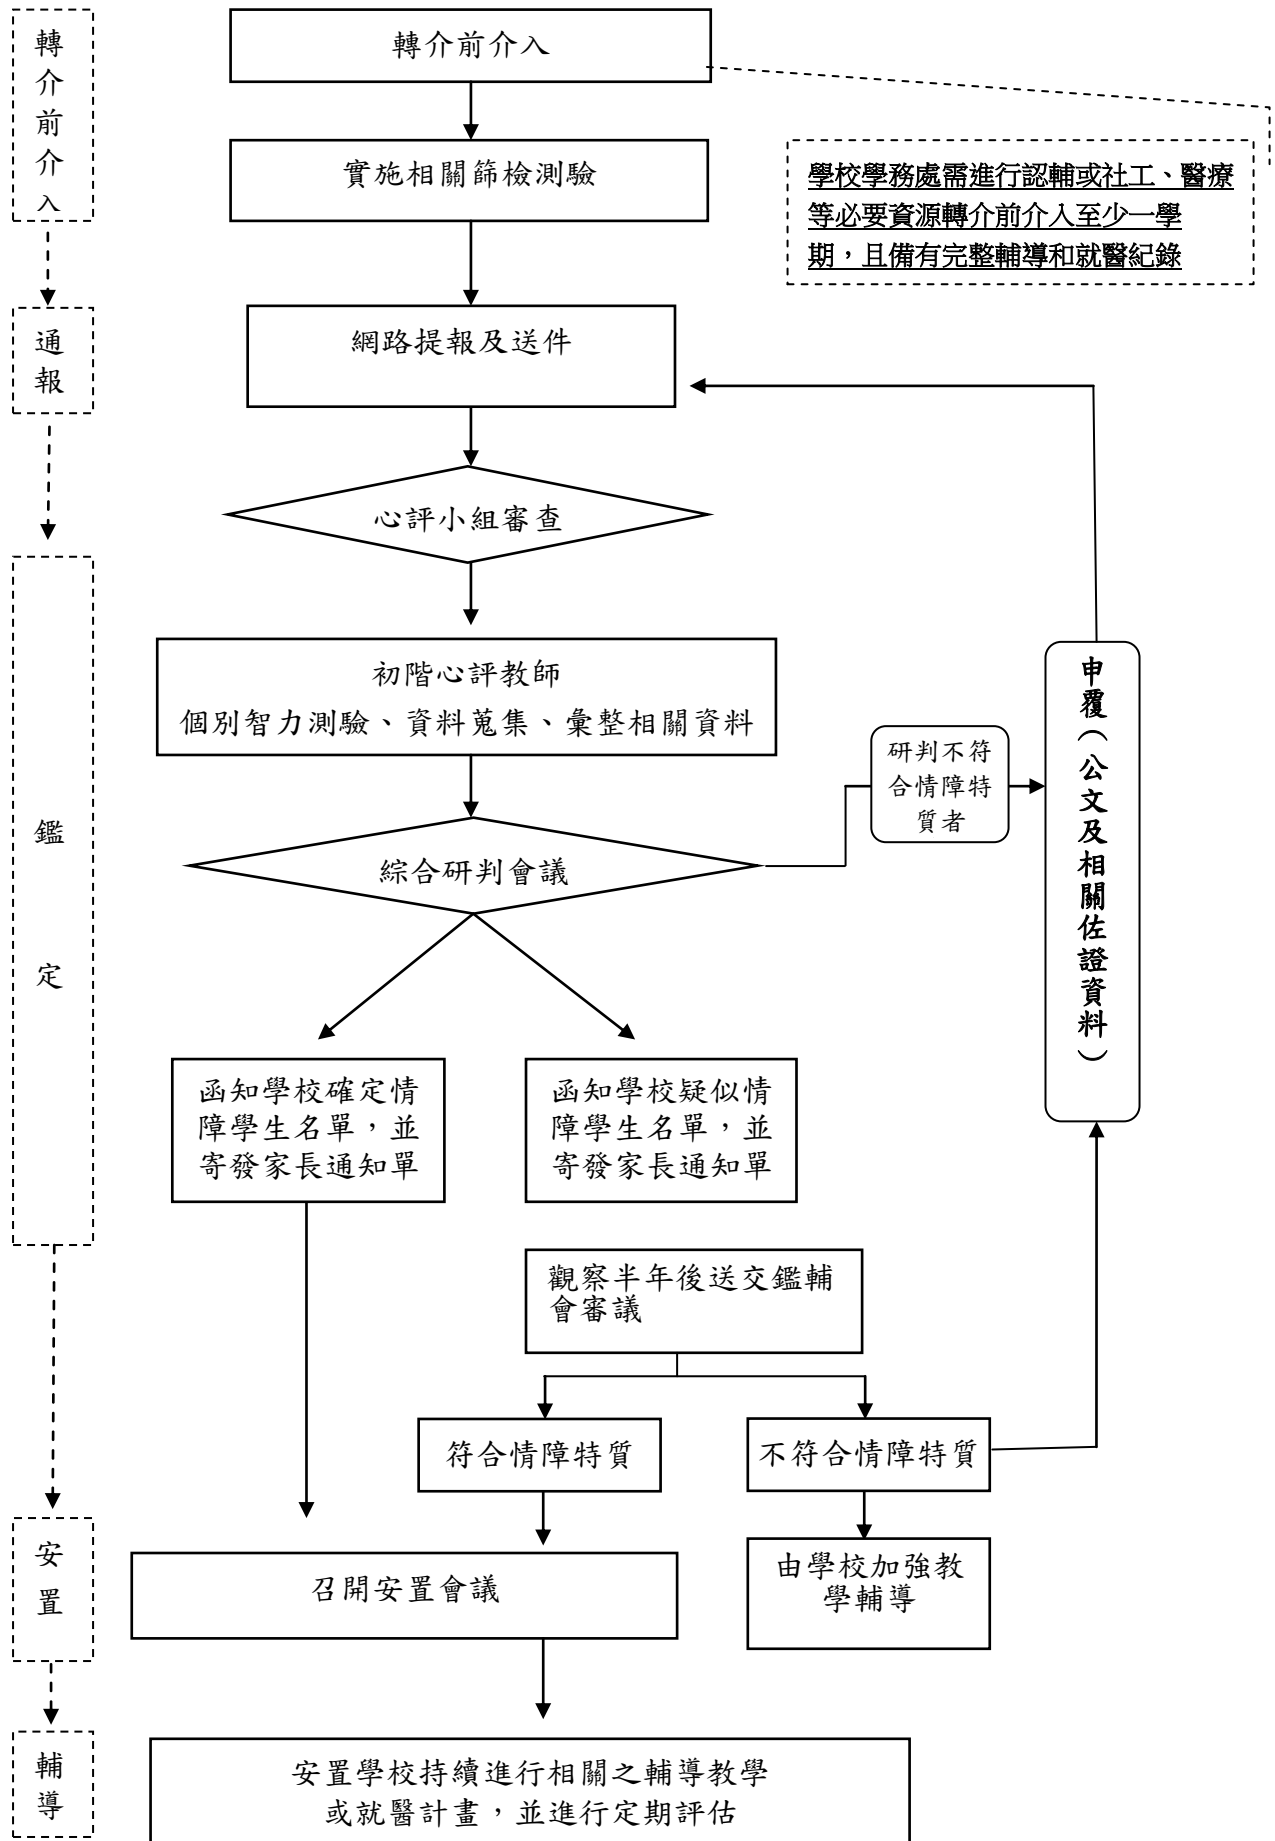 轉介前介入
轉介前介入
實施相關篩檢測驗
學校學務處需進行認輔或社工、醫療
等必要資源轉介前介入至少一學
期，且備有完整輔導和就醫紀錄
通報
網路提報及送件
心評小組審查
鑑定
初階心評教師
個別智力測驗、資料蒐集、彙整相關資料
研判不符
合情障特
質者
申覆（公文及相關佐證資料）
綜合研判會議
函知學校確定情
障學生名單，並
寄發家長通知單
函知學校疑似情
障學生名單，並
寄發家長通知單
觀察半年後送交鑑輔
會審議
符合情障特質
不符合情障特質
安置
召開安置會議
由學校加強教
學輔導
輔導
安置學校持續進行相關之輔導教學
或就醫計畫，並進行定期評估